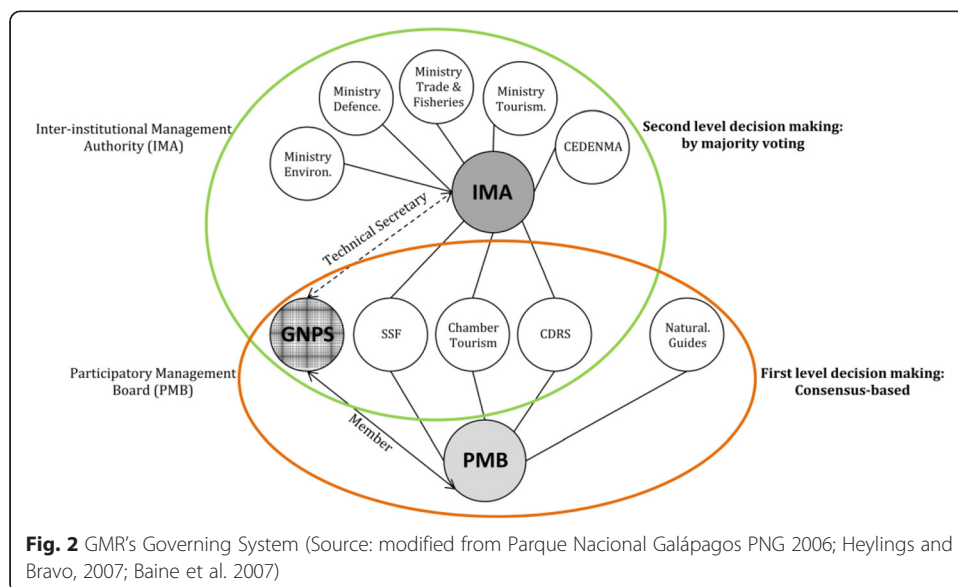 Ministry
Trade &
Fisheries
Ministry
Defence.
Ministry
Tourism.
Inter-institutional Management
Authority (IMA)
Second level decision making:
by majority voting
CEDENMA
Ministry
Environ.
IMA
Technical Secretary
GNPS
SSF
Chamber
Tourism
CDRS
Natural.
Guides
Participatory Management
Board (PMB)
First level decision making:
Consensus-based
Member
PMB
Fig. 2 GMR's Governing System (Source: modified from Parque Nacional Galápagos PNG 2006; Heylings and
Bravo, 2007; Baine et al. 2007)